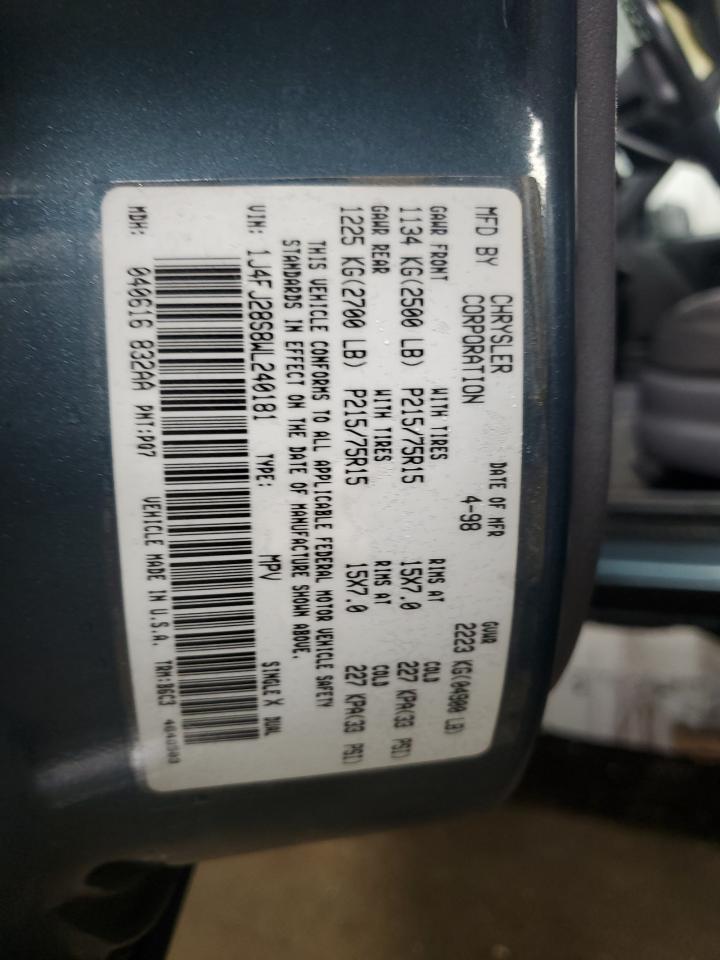 MFD BY CHRYSLER CORPORATION DATE OF MFR 4-98 GVWR 2223 KG(04900 LB)
GAWR FRONT WITH TIRES RIMS AT COLD
1134 KG(2500 LB) P215/75R15 15X7.0 227 KPA(33 PSI)
GAWR REAR WITH TIRES RIMS AT COLD
1225 KG(2700 LB) P215/75R15 15X7.0 227 KPA(33 PSI)
THIS VEHICLE CONFORMS TO ALL APPLICABLE FEDERAL MOTOR VEHICLE SAFETY
STANDARDS IN EFFECT ON THE DATE OF MANUFACTURE SHOWN ABOVE.
VIN: 1J4FJ28S8WL240181 TYPE: MPV SINGLE X DUAL
MDH: 040616 832AA PNT:PQ7 VEHICLE MADE IN U.S.A. TRM:B6C3